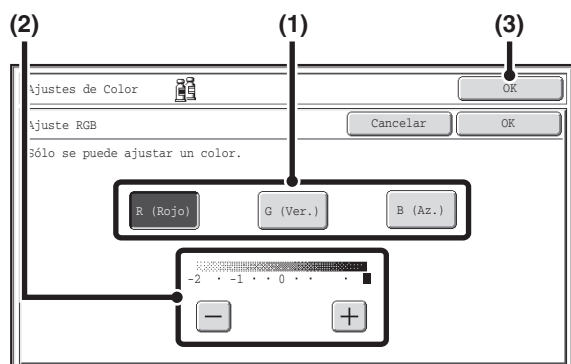 (2) (1) (3)
Ajustes de Color OK
Ajuste RGB Cancelar OK
Sólo se puede ajustar un color.
R (Rojo) G (Ver.) B (Az.)
-2 · -1 · · 0 · · ·
− +